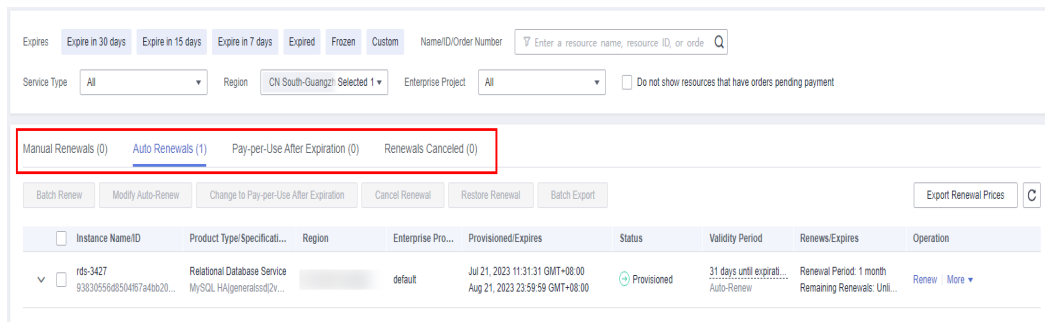 Expires Expire in 30 days Expire in 15 days Expire in 7 days Expired Frozen Custom Name/ID/Order Number Enter a resource name, resource ID, or orde
Service Type All Region CN South-Guangzh Selected 1 Enterprise Project All Do not show resources that have orders pending payment
Manual Renewals (0) Auto Renewals (1) Pay-per-Use After Expiration (0) Renewals Canceled (0)
Batch Renew Modify Auto-Renew Change to Pay-per-Use After Expiration Cancel Renewal Restore Renewal Batch Export Export Renewal Prices
Instance Name/ID Product Type/Specificati... Region Enterprise Pro... Provisioned/Expires Status Validity Period Renews/Expires Operation
rds-3427 Relational Database Service default Jul 21, 2023 11:31:31 GMT+08:00 Provisioned 31 days until expirati... Renewal Period: 1 month Renew More
93830556d8504f67a4bb20... MySQL HA|generalssd|2v... Aug 21, 2023 23:59:59 GMT+08:00 Auto-Renew Remaining Renewals: Unli...